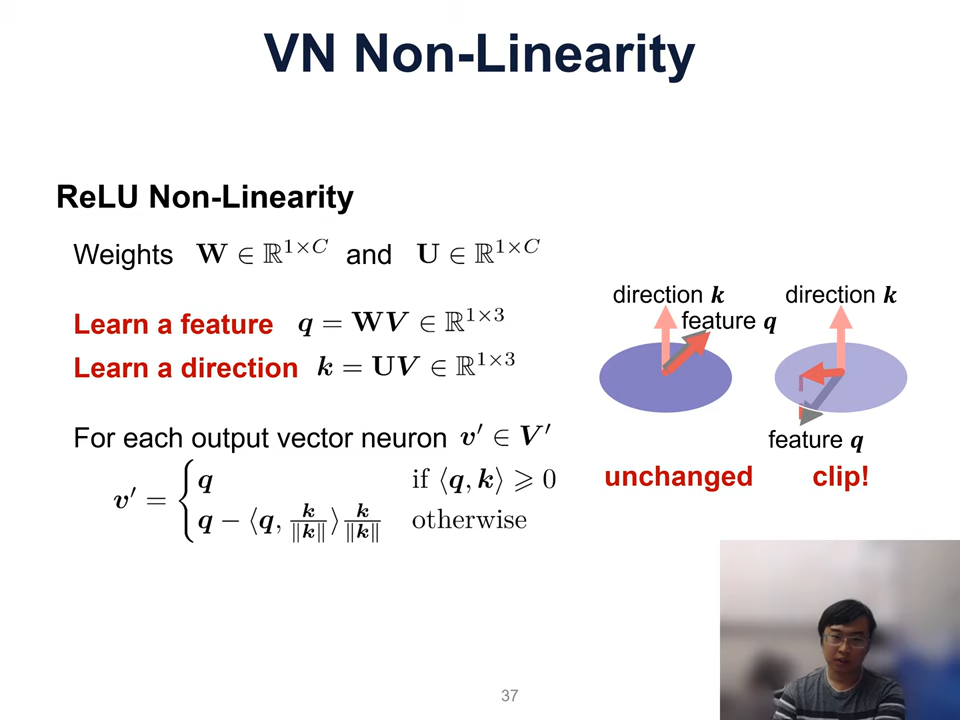 VN Non-Linearity
ReLU Non-Linearity
Weights W ∈ ℝ^{1×C} and U ∈ ℝ^{1×C}
Learn a feature q = WV ∈ ℝ^{1×3}
Learn a direction k = UV ∈ ℝ^{1×3}
For each output vector neuron v′ ∈ V′
v′ = { q if ⟨q, k⟩ ⩾ 0
q − ⟨q, k/‖k‖⟩ k/‖k‖ otherwise
direction k
feature q
unchanged
direction k
feature q
clip!
37